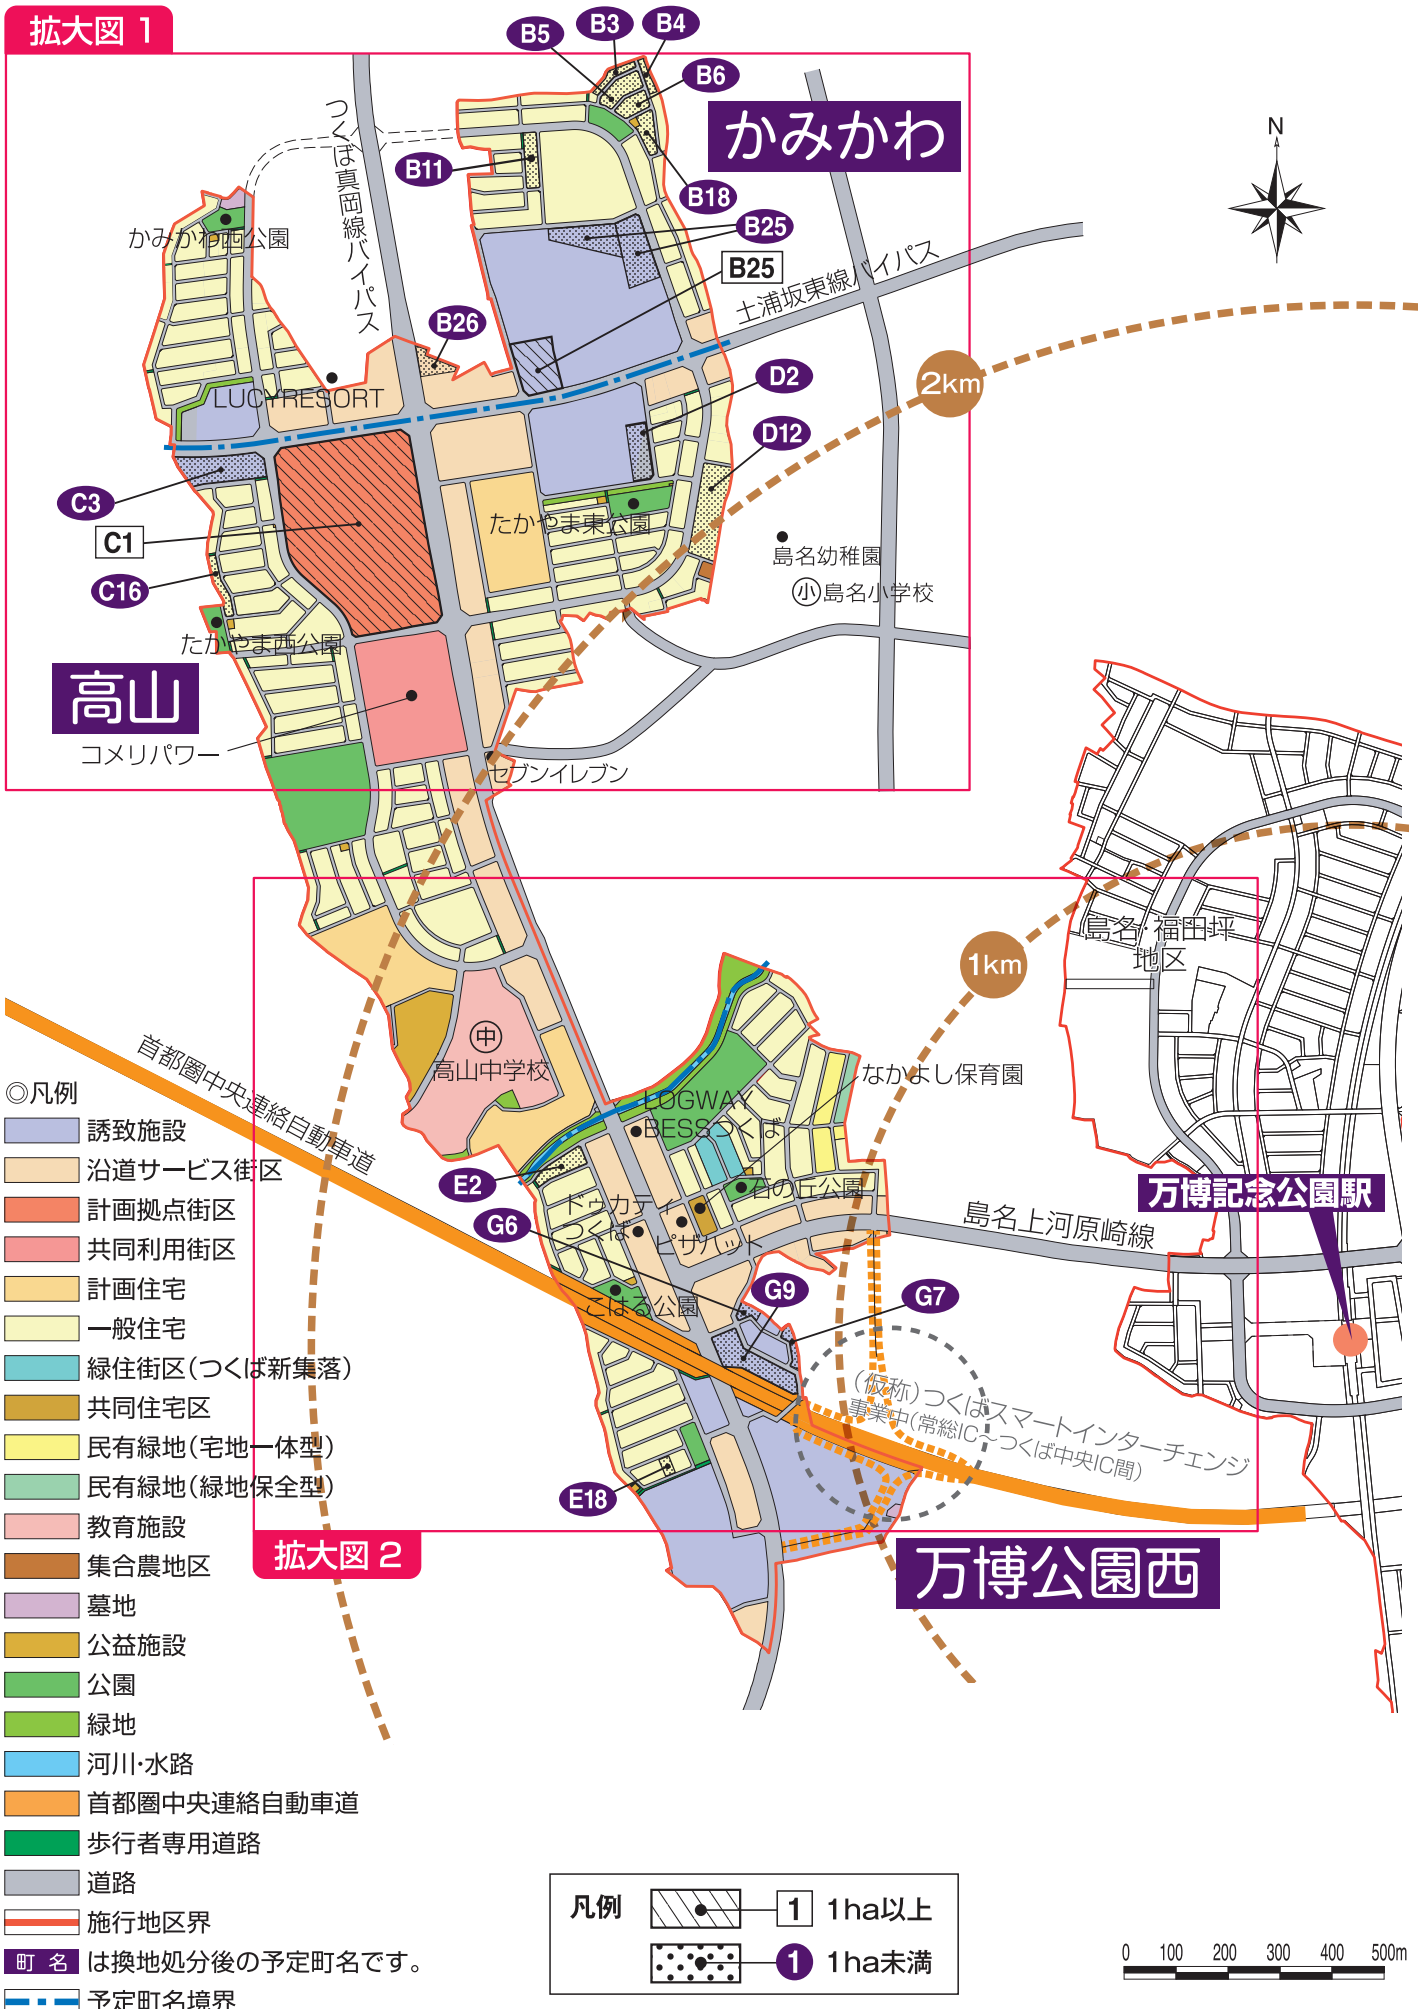 拡大図 1
B5
B3
B4
B6
かみかわ
N
つくば真岡線バイパス
B11
B18
かみかわ西公園
B25
B25
土浦坂東線バイパス
B26
2km
LUCYRESORT
D2
D12
C3
C1
たかやま東公園
島名幼稚園
C16
小 島名小学校
たかやま西公園
高山
コメリパワー
セブンイレブン
島名・福田坪
地区
1km
首都圏中央連絡自動車道
中
高山中学校
なかよし保育園
LOGWAY
BESSつくば
E2
石の丘公園
万博記念公園駅
ドゥカティ
つくば
G6
ピザハット
島名上河原崎線
こはる公園
G9
G7
(仮称)つくばスマートインターチェンジ
事業中(常総IC～つくば中央IC間)
E18
拡大図 2
万博公園西
◎凡例
誘致施設
沿道サービス街区
計画拠点街区
共同利用街区
計画住宅
一般住宅
緑住街区(つくば新集落)
共同住宅区
民有緑地(宅地一体型)
民有緑地(緑地保全型)
教育施設
集合農地区
墓地
公益施設
公園
緑地
河川・水路
首都圏中央連絡自動車道
歩行者専用道路
道路
施行地区界
町 名 は換地処分後の予定町名です。
予定町名境界
凡例
1 1ha以上
1 1ha未満
0 100 200 300 400 500m